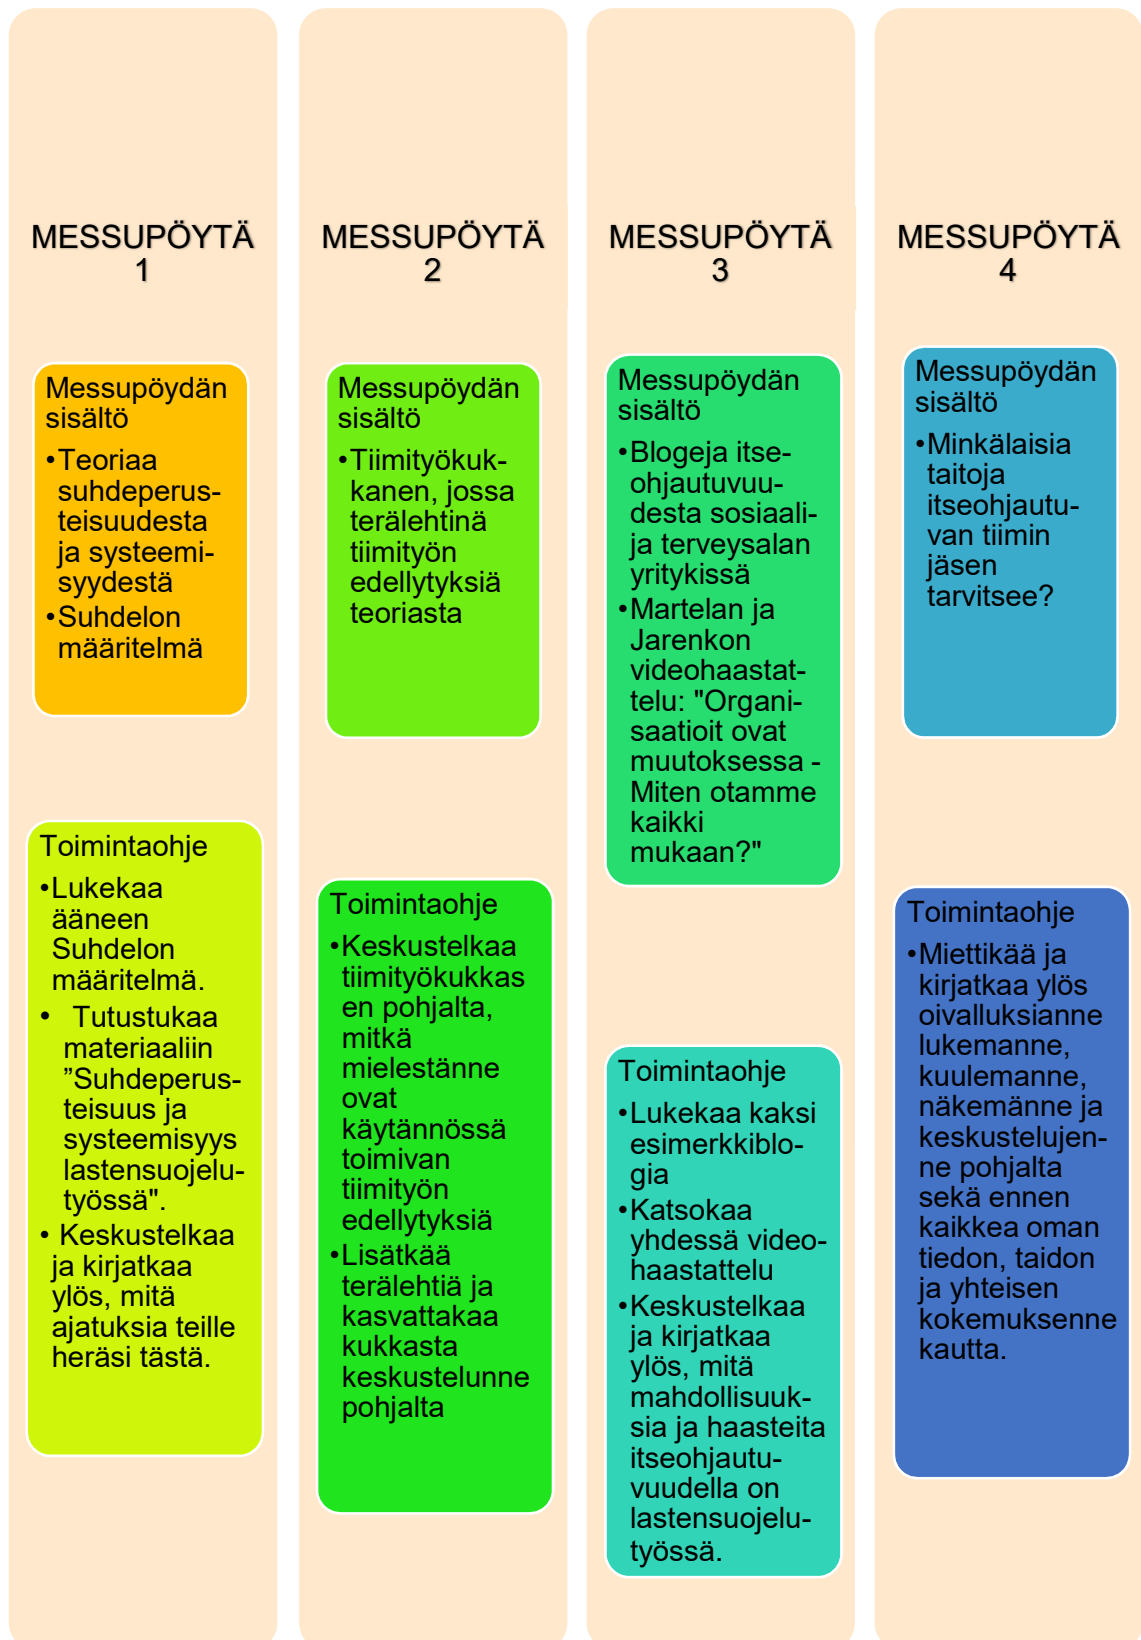 MESSUPÖYTÄ
1
Messupöydän
sisältö
•Teoriaa
suhdeperus-
teisuudesta
ja systeemi-
syydestä
•Suhdelon
määritelmä
Toimintaohje
•Lukekaa
ääneen
Suhdelon
määritelmä.
• Tutustukaa
materiaaliin
”Suhdeperus-
teisuus ja
systeemisyys
lastensuojelu-
työssä".
• Keskustelkaa
ja kirjatkaa
ylös, mitä
ajatuksia teille
heräsi tästä.
MESSUPÖYTÄ
2
Messupöydän
sisältö
•Tiimityökuk-
kanen, jossa
terälehtinä
tiimityön
edellytyksiä
teoriasta
Toimintaohje
•Keskustelkaa
tiimityökukkas
en pohjalta,
mitkä
mielestänne
ovat
käytännössä
toimivan
tiimityön
edellytyksiä
•Lisätkää
terälehtiä ja
kasvattakaa
kukkasta
keskustelunne
pohjalta
MESSUPÖYTÄ
3
Messupöydän
sisältö
•Blogeja itse-
ohjautuvuu-
desta sosiaali-
ja terveysalan
yritykissä
•Martelan ja
Jarenkon
videohaastat-
telu: "Organi-
saatioit ovat
muutoksessa -
Miten otamme
kaikki
mukaan?"
Toimintaohje
•Lukekaa kaksi
esimerkkiblo-
gia
•Katsokaa
yhdessä video-
haastattelu
•Keskustelkaa
ja kirjatkaa
ylös, mitä
mahdollisuuk-
sia ja haasteita
itseohjautu-
vuudella on
lastensuojelu-
työssä.
MESSUPÖYTÄ
4
Messupöydän
sisältö
•Minkälaisia
taitoja
itseohjautu-
van tiimin
jäsen
tarvitsee?
Toimintaohje
•Miettikää ja
kirjatkaa ylös
oivalluksianne
lukemanne,
kuulemanne,
näkemänne ja
keskustelujen-
ne pohjalta
sekä ennen
kaikkea oman
tiedon, taidon
ja yhteisen
kokemuksenne
kautta.